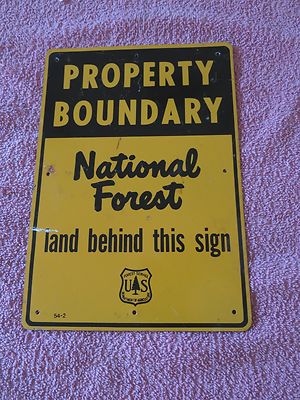 PROPERTY
BOUNDARY
National
Forest
land behind this sign
FOREST SERVICE
U S
DEPARTMENT OF AGRICULTURE
54-2